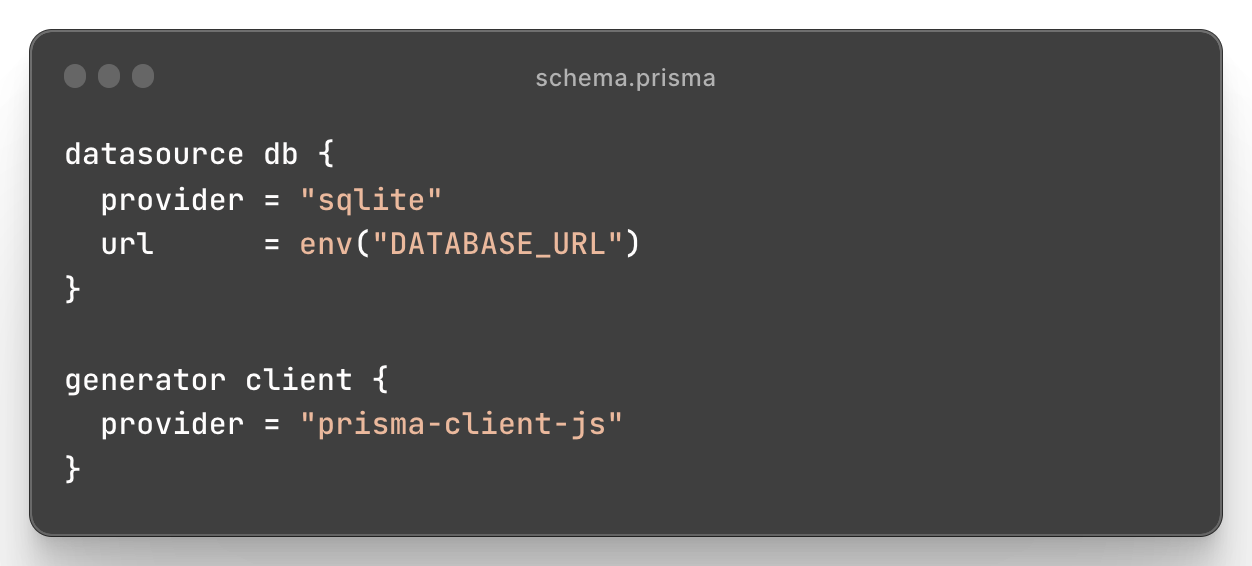 schema.prisma
datasource db {
  provider = "sqlite"
  url      = env("DATABASE_URL")
}

generator client {
  provider = "prisma-client-js"
}